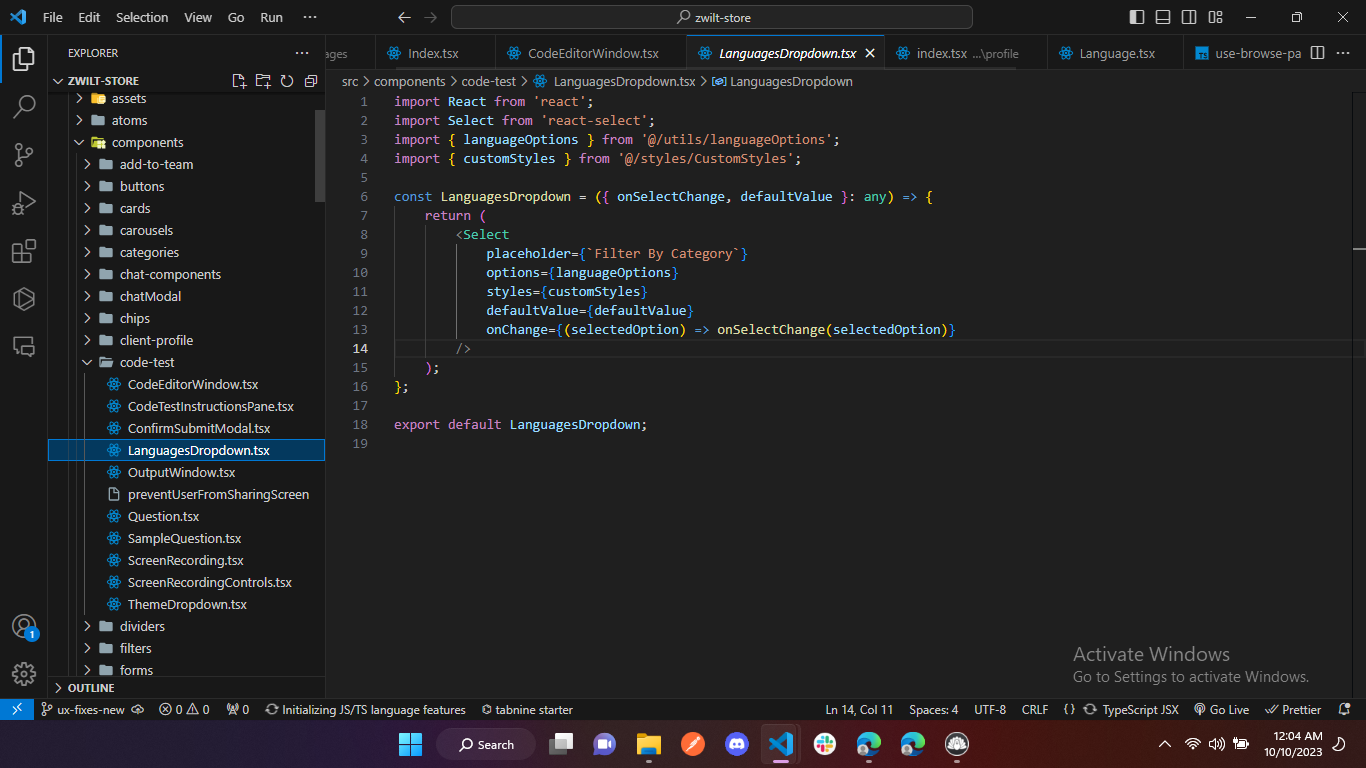 File Edit Selection View Go Run ··· zwilt-store
EXPLORER ···
ages Index.tsx CodeEditorWindow.tsx LanguagesDropdown.tsx index.tsx ...\profile Language.tsx use-browse-pa ···
ZWILT-STORE
src > components > code-test > LanguagesDropdown.tsx > LanguagesDropdown
assets
atoms
components
add-to-team
buttons
cards
carousels
categories
chat-components
chatModal
chips
client-profile
code-test
CodeEditorWindow.tsx
CodeTestInstructionsPane.tsx
ConfirmSubmitModal.tsx
LanguagesDropdown.tsx
OutputWindow.tsx
preventUserFromSharingScreen
Question.tsx
SampleQuestion.tsx
ScreenRecording.tsx
ScreenRecordingControls.tsx
ThemeDropdown.tsx
dividers
filters
forms
OUTLINE
1 import React from 'react';
2 import Select from 'react-select';
3 import { languageOptions } from '@/utils/languageOptions';
4 import { customStyles } from '@/styles/CustomStyles';
5
6 const LanguagesDropdown = ({ onSelectChange, defaultValue }: any) => {
7 return (
8 <Select
9 placeholder={`Filter By Category`}
10 options={languageOptions}
11 styles={customStyles}
12 defaultValue={defaultValue}
13 onChange={(selectedOption) => onSelectChange(selectedOption)}
14 />
15 );
16 };
17
18 export default LanguagesDropdown;
19
Activate Windows
Go to Settings to activate Windows.
1
ux-fixes-new 0 0 0 Initializing JS/TS language features tabnine starter Ln 14, Col 11 Spaces: 4 UTF-8 CRLF {} TypeScript JSX Go Live Prettier
Search 12:04 AM
10/10/2023